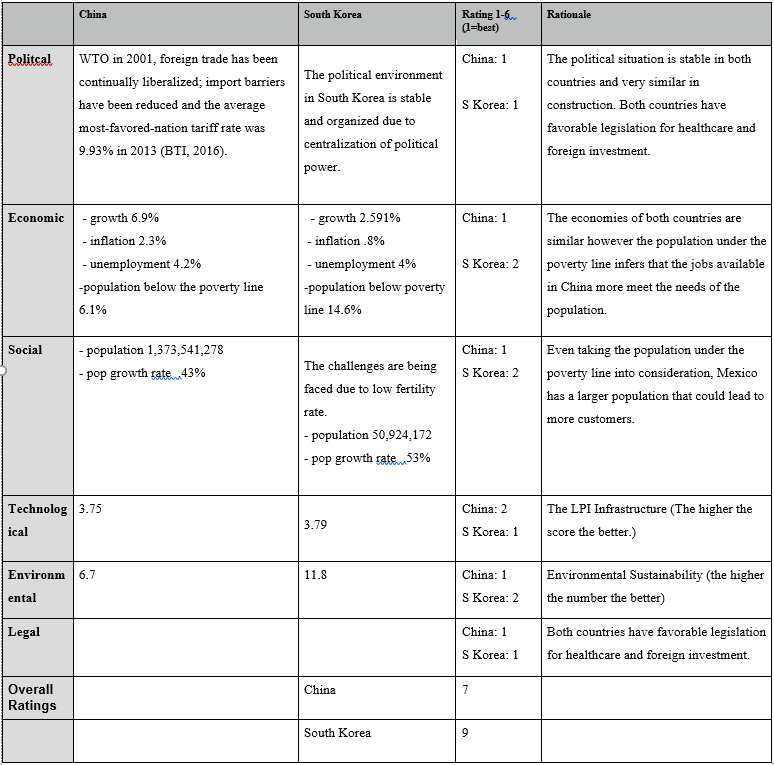 China South Korea Rating 1-6 Rationale
(1=best)
Politcal WTO in 2001, foreign trade has been China: 1 The political situation is stable in both
continually liberalized; import barriers The political environment countries and very similar in
have been reduced and the average in South Korea is stable S Korea: 1 construction. Both countries have
most-favored-nation tariff rate was and organized due to favorable legislation for healthcare and
9.93% in 2013 (BTI, 2016). centralization of political foreign investment.
power.
Economic - growth 6.9% - growth 2.591% China: 1 The economies of both countries are
- inflation 2.3% - inflation .8% similar however the population under the
- unemployment 4.2% - unemployment 4% S Korea: 2 poverty line infers that the jobs available
-population below the poverty line -population below poverty in China more meet the needs of the
6.1% line 14.6% population.
Social - population 1,373,541,278 China: 1 Even taking the population under the
- pop growth rate .43% The challenges are being S Korea: 2 poverty line into consideration, Mexico
faced due to low fertility has a larger population that could lead to
rate. more customers.
- population 50,924,172
- pop growth rate .53%
Technolog 3.75 China: 2 The LPI Infrastructure (The higher the
ical 3.79 S Korea: 1 score the better.)
Environm 6.7 11.8 China: 1 Environmental Sustainability (the higher
ental S Korea: 2 the number the better)
Legal China: 1 Both countries have favorable legislation
S Korea: 1 for healthcare and foreign investment.
Overall China 7
Ratings
South Korea 9